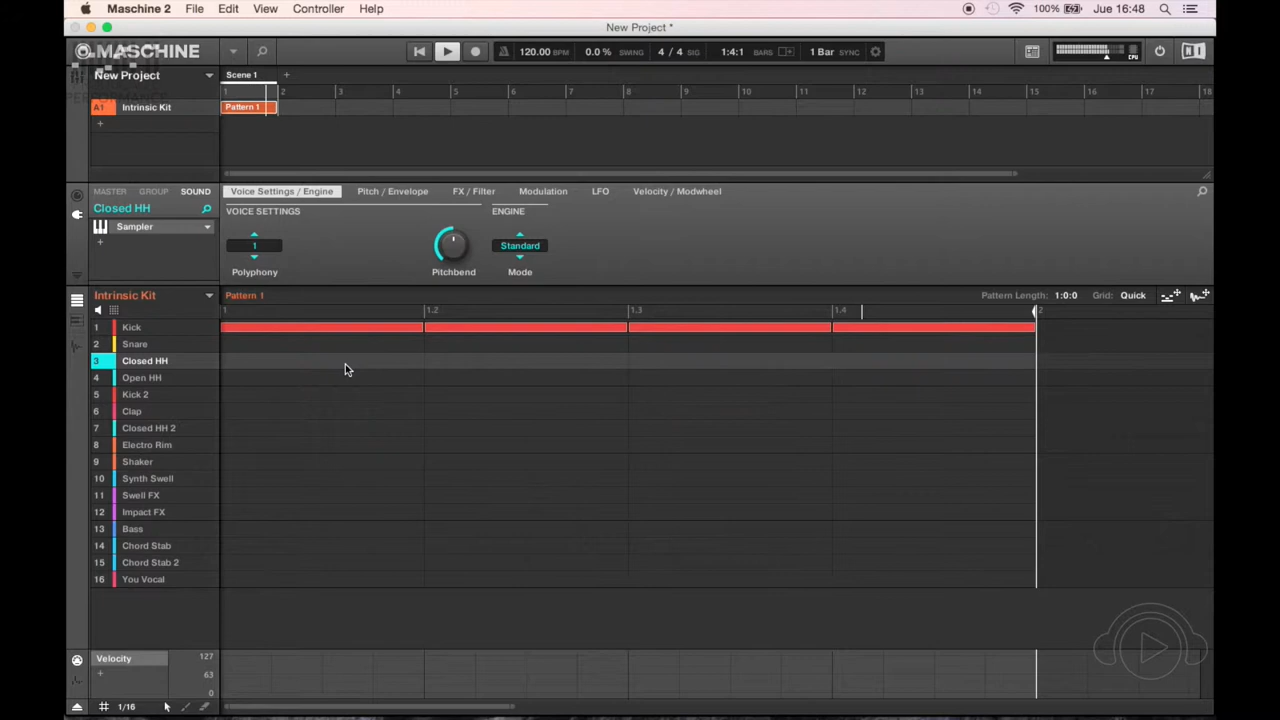 Maschine 2 File Edit View Controller Help 100% Jue 16:48
New Project *
MASCHINE 120.00 BPM 0.0 % SWING 4 / 4 SIG 1:4:1 BARS 1 Bar SYNC CPU
New Project Scene 1 +
PERFORMANCE
1 2 3 4 5 6 7 8 9 10 11 12 13 14 15 16 17 18
A1 Intrinsic Kit Pattern 1
+
MASTER GROUP SOUND Voice Settings / Engine Pitch / Envelope FX / Filter Modulation LFO Velocity / Modwheel
Closed HH VOICE SETTINGS ENGINE
Sampler
+ 1 Standard
Polyphony Pitchbend Mode
Intrinsic Kit Pattern 1 Pattern Length: 1:0:0 Grid: Quick
1 1.2 1.3 1.4 2
1 Kick
2 Snare
3 Closed HH
4 Open HH
5 Kick 2
6 Clap
7 Closed HH 2
8 Electro Rim
9 Shaker
10 Synth Swell
11 Swell FX
12 Impact FX
13 Bass
14 Chord Stab
15 Chord Stab 2
16 You Vocal
Velocity 127
+ 63
0
1/16